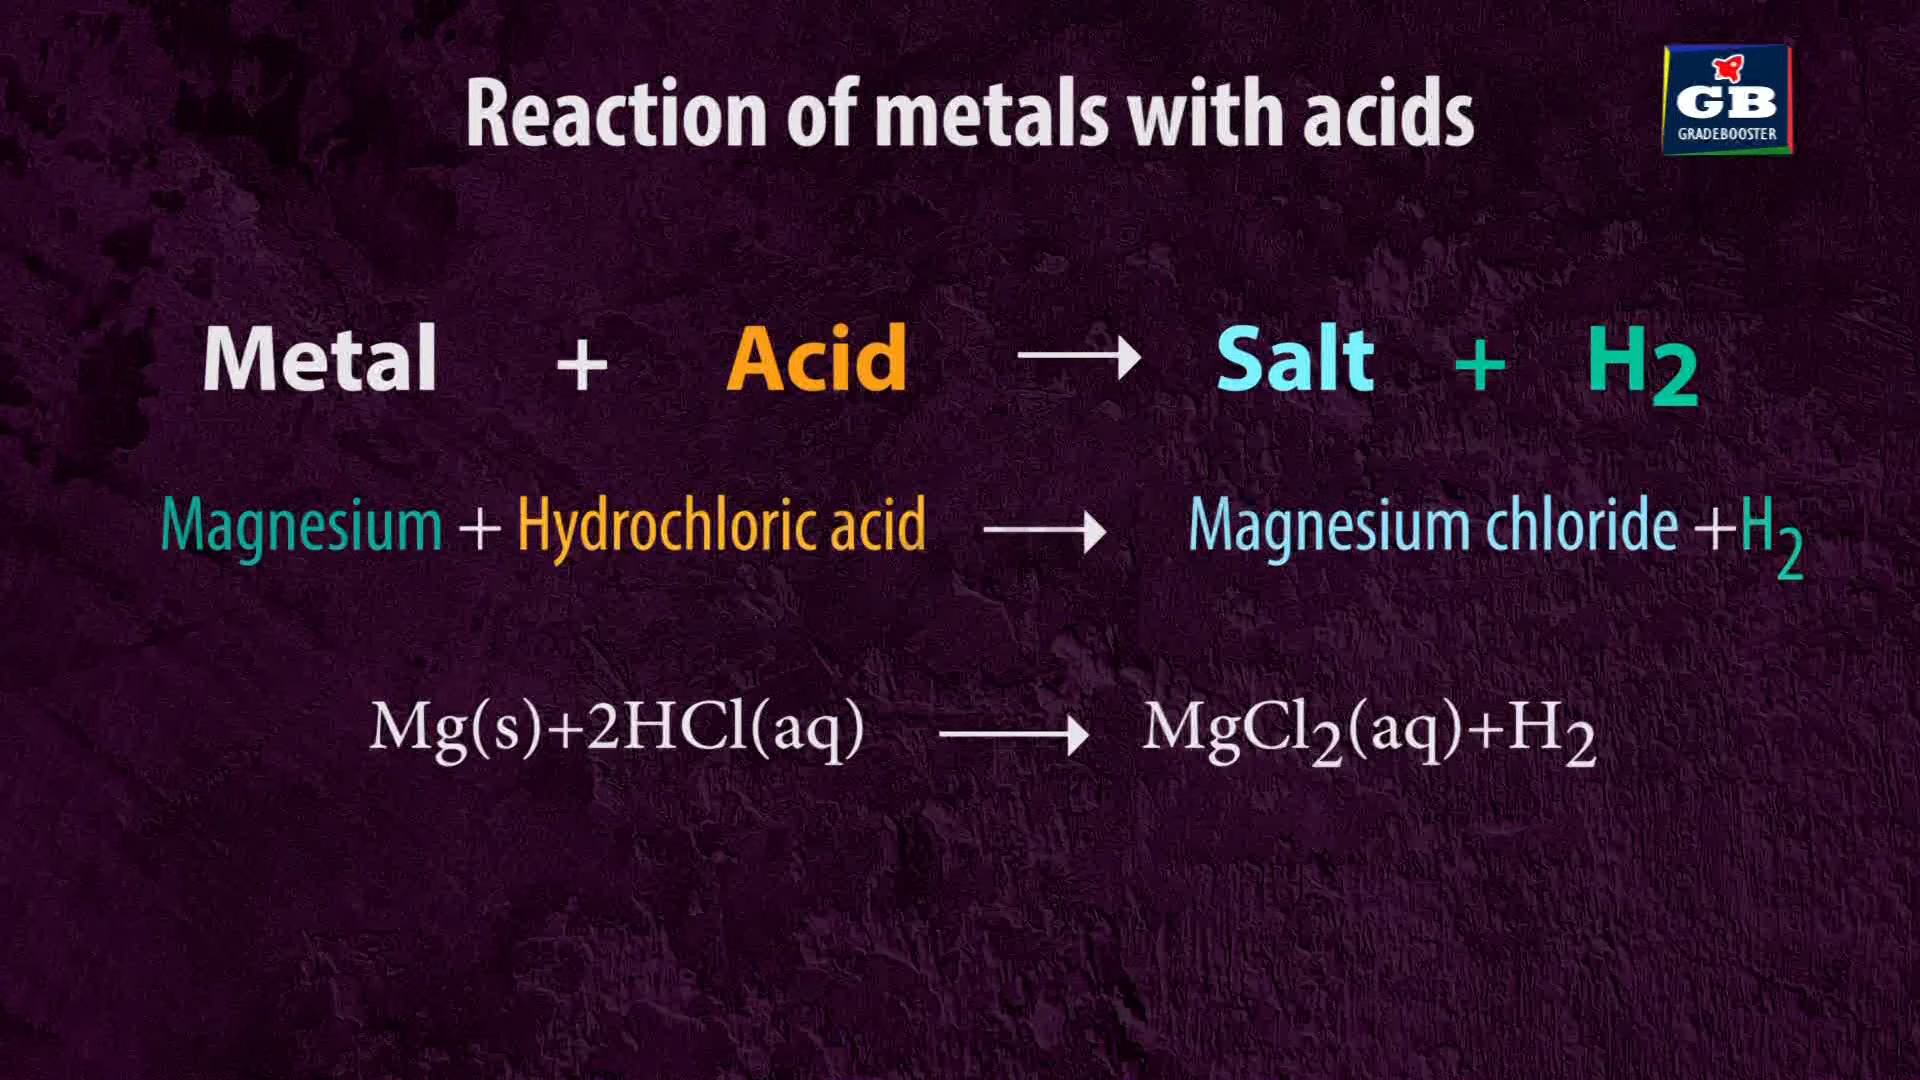 Reaction of metals with acids
GB
GRADEBOOSTER
Metal + Acid → Salt + H₂
Magnesium + Hydrochloric acid → Magnesium chloride +H₂
Mg(s)+2HCl(aq) → MgCl₂(aq)+H₂